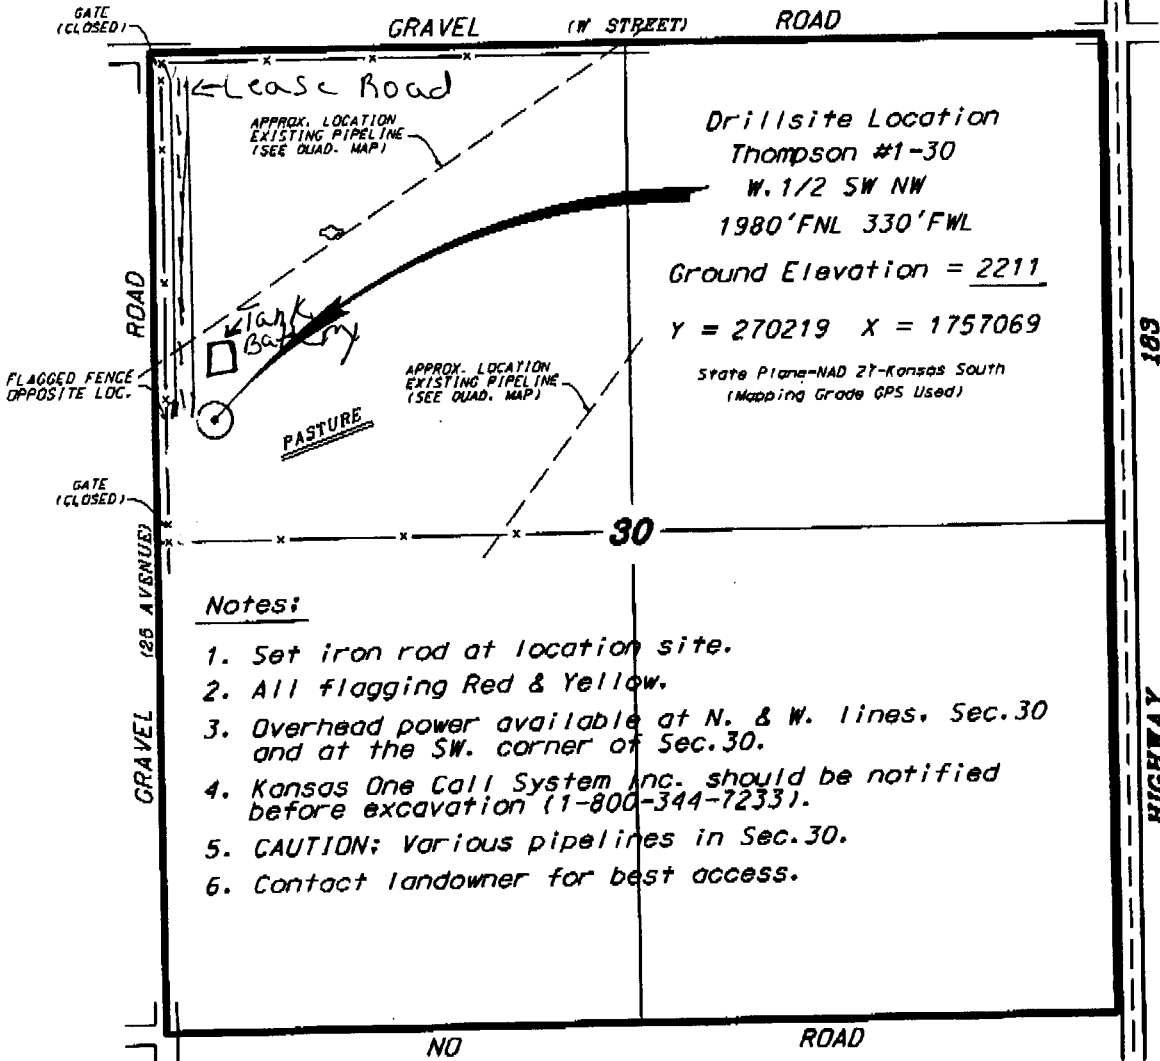 GATE
(CLOSED)
GRAVEL (W STREET) ROAD
←Lease Road
APPROX. LOCATION
EXISTING PIPELINE
(SEE QUAD. MAP)
Drillsite Location
Thompson #1-30
W. 1/2 SW NW
1980'FNL 330'FWL
Ground Elevation = 2211
Y = 270219 X = 1757069
State Plane-NAD 27-Kansas South
(Mapping Grade GPS Used)
ROAD
Tank
Battery
FLAGGED FENCE
OPPOSITE LOC.
APPROX. LOCATION
EXISTING PIPELINE
(SEE QUAD. MAP)
PASTURE
183
GATE
(CLOSED)
30
(25 AVENUE)
GRAVEL
HIGHWAY
Notes:
1. Set iron rod at location site.
2. All flagging Red & Yellow.
3. Overhead power available at N. & W. lines, Sec.30
and at the SW. corner of Sec.30.
4. Kansas One Call System Inc. should be notified
before excavation (1-800-344-7233).
5. CAUTION: Various pipelines in Sec.30.
6. Contact landowner for best access.
NO ROAD